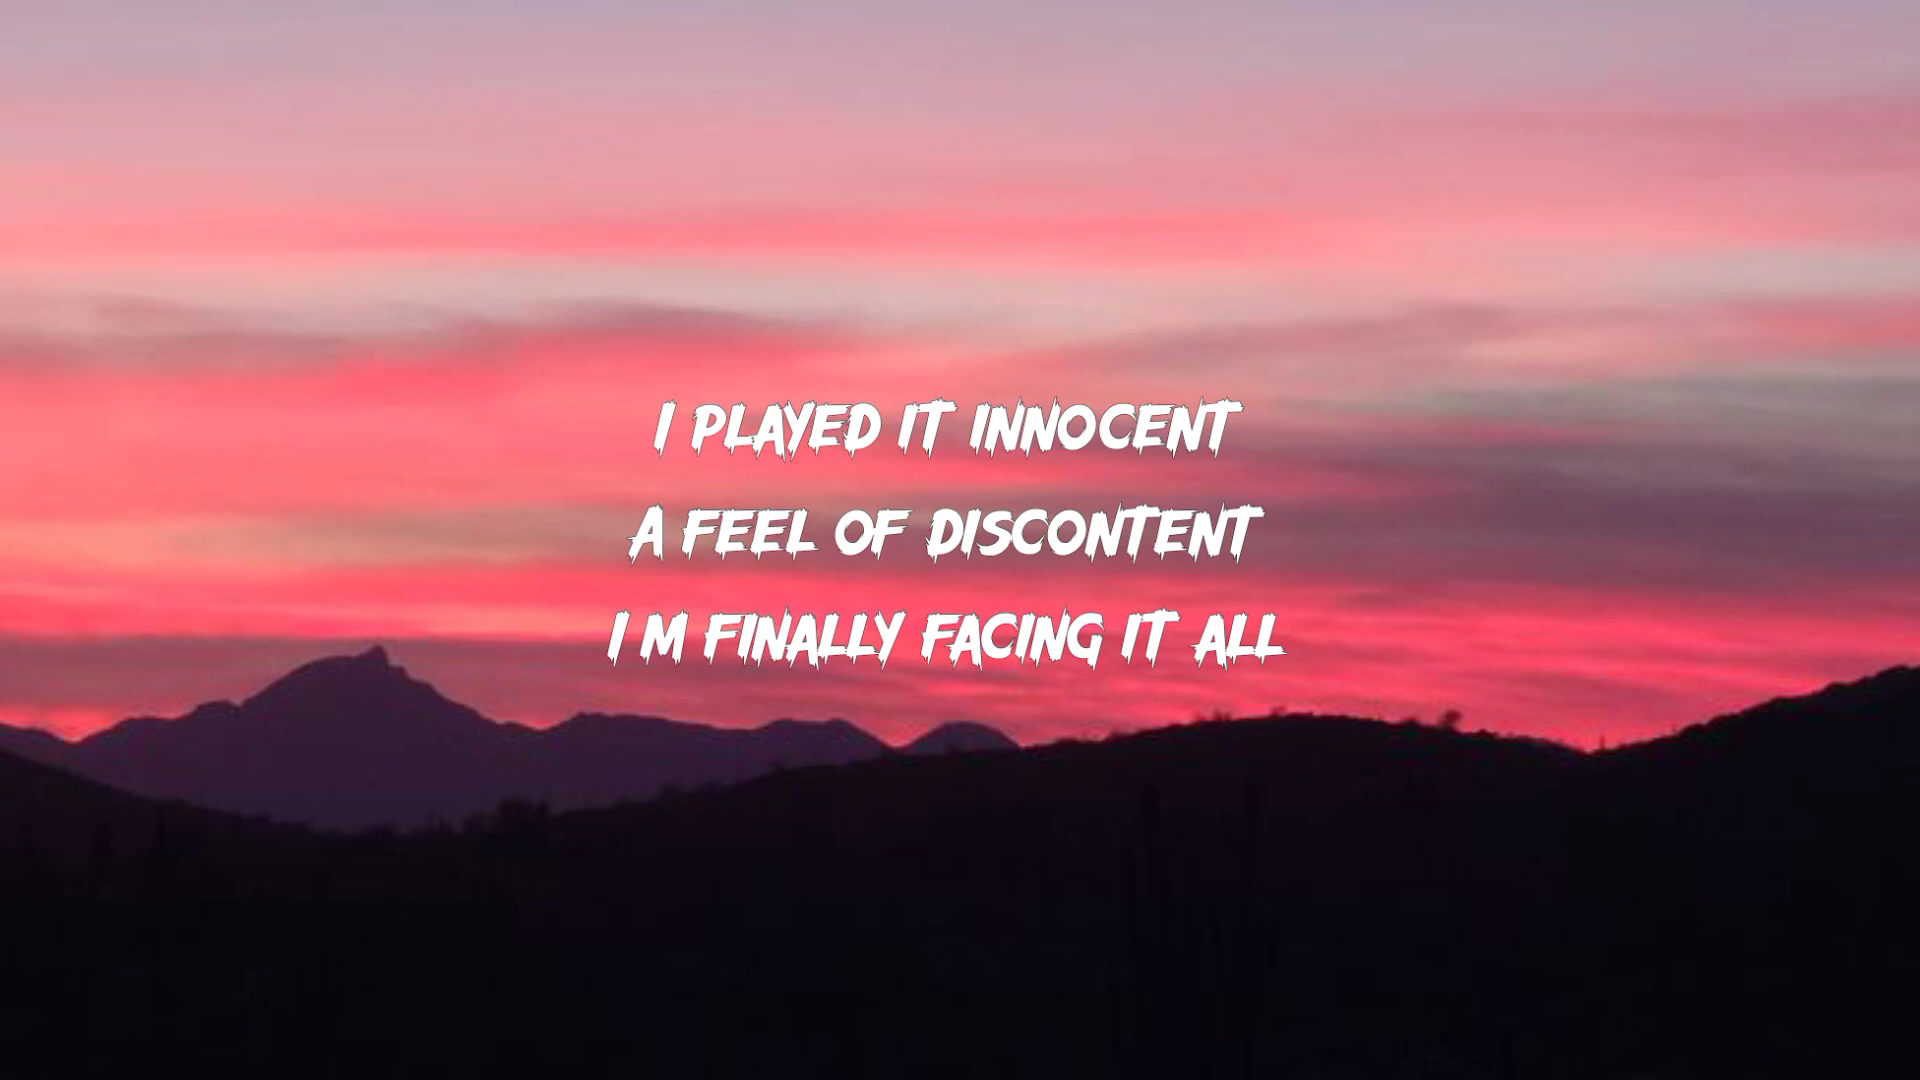 I PLAYED IT INNOCENT
A FEEL OF DISCONTENT
I M FINALLY FACING IT ALL